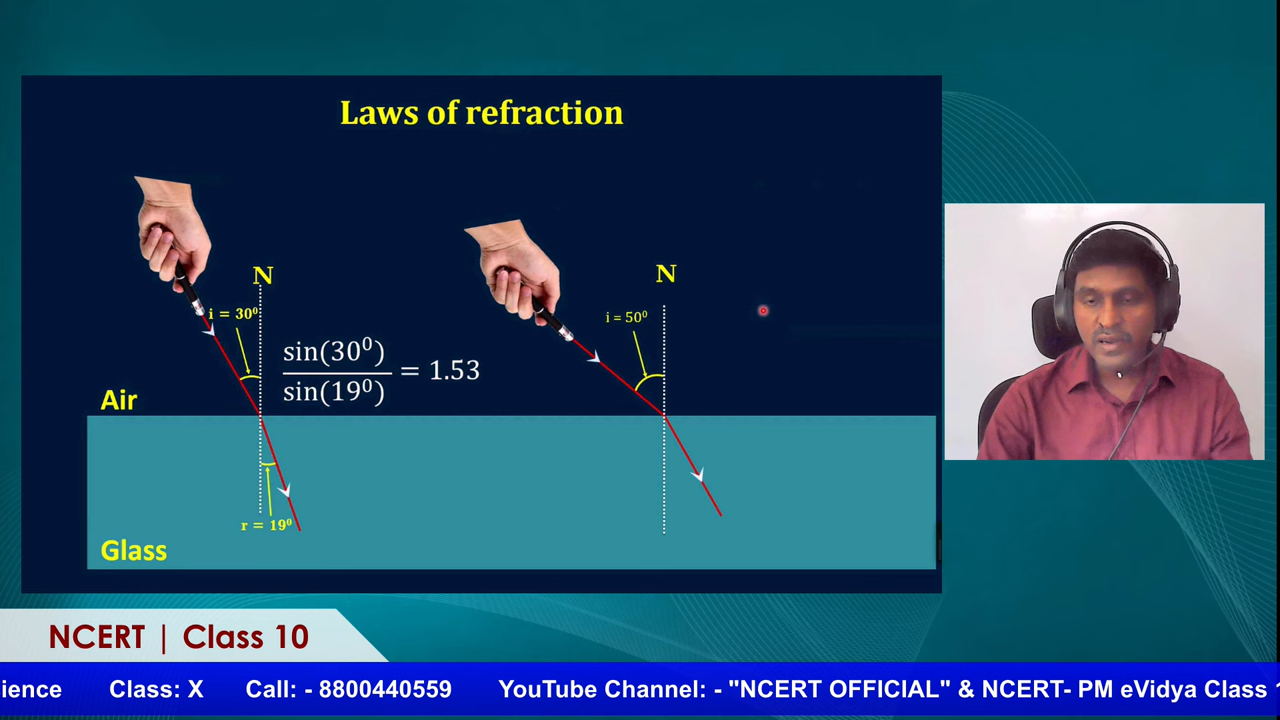 Laws of refraction
N
N
i = 30⁰
i = 50⁰
sin(30⁰)
sin(19⁰)
= 1.53
Air
r = 19⁰
Glass
NCERT | Class 10
ience Class: X Call: - 8800440559 YouTube Channel: - "NCERT OFFICIAL" & NCERT- PM eVidya Class